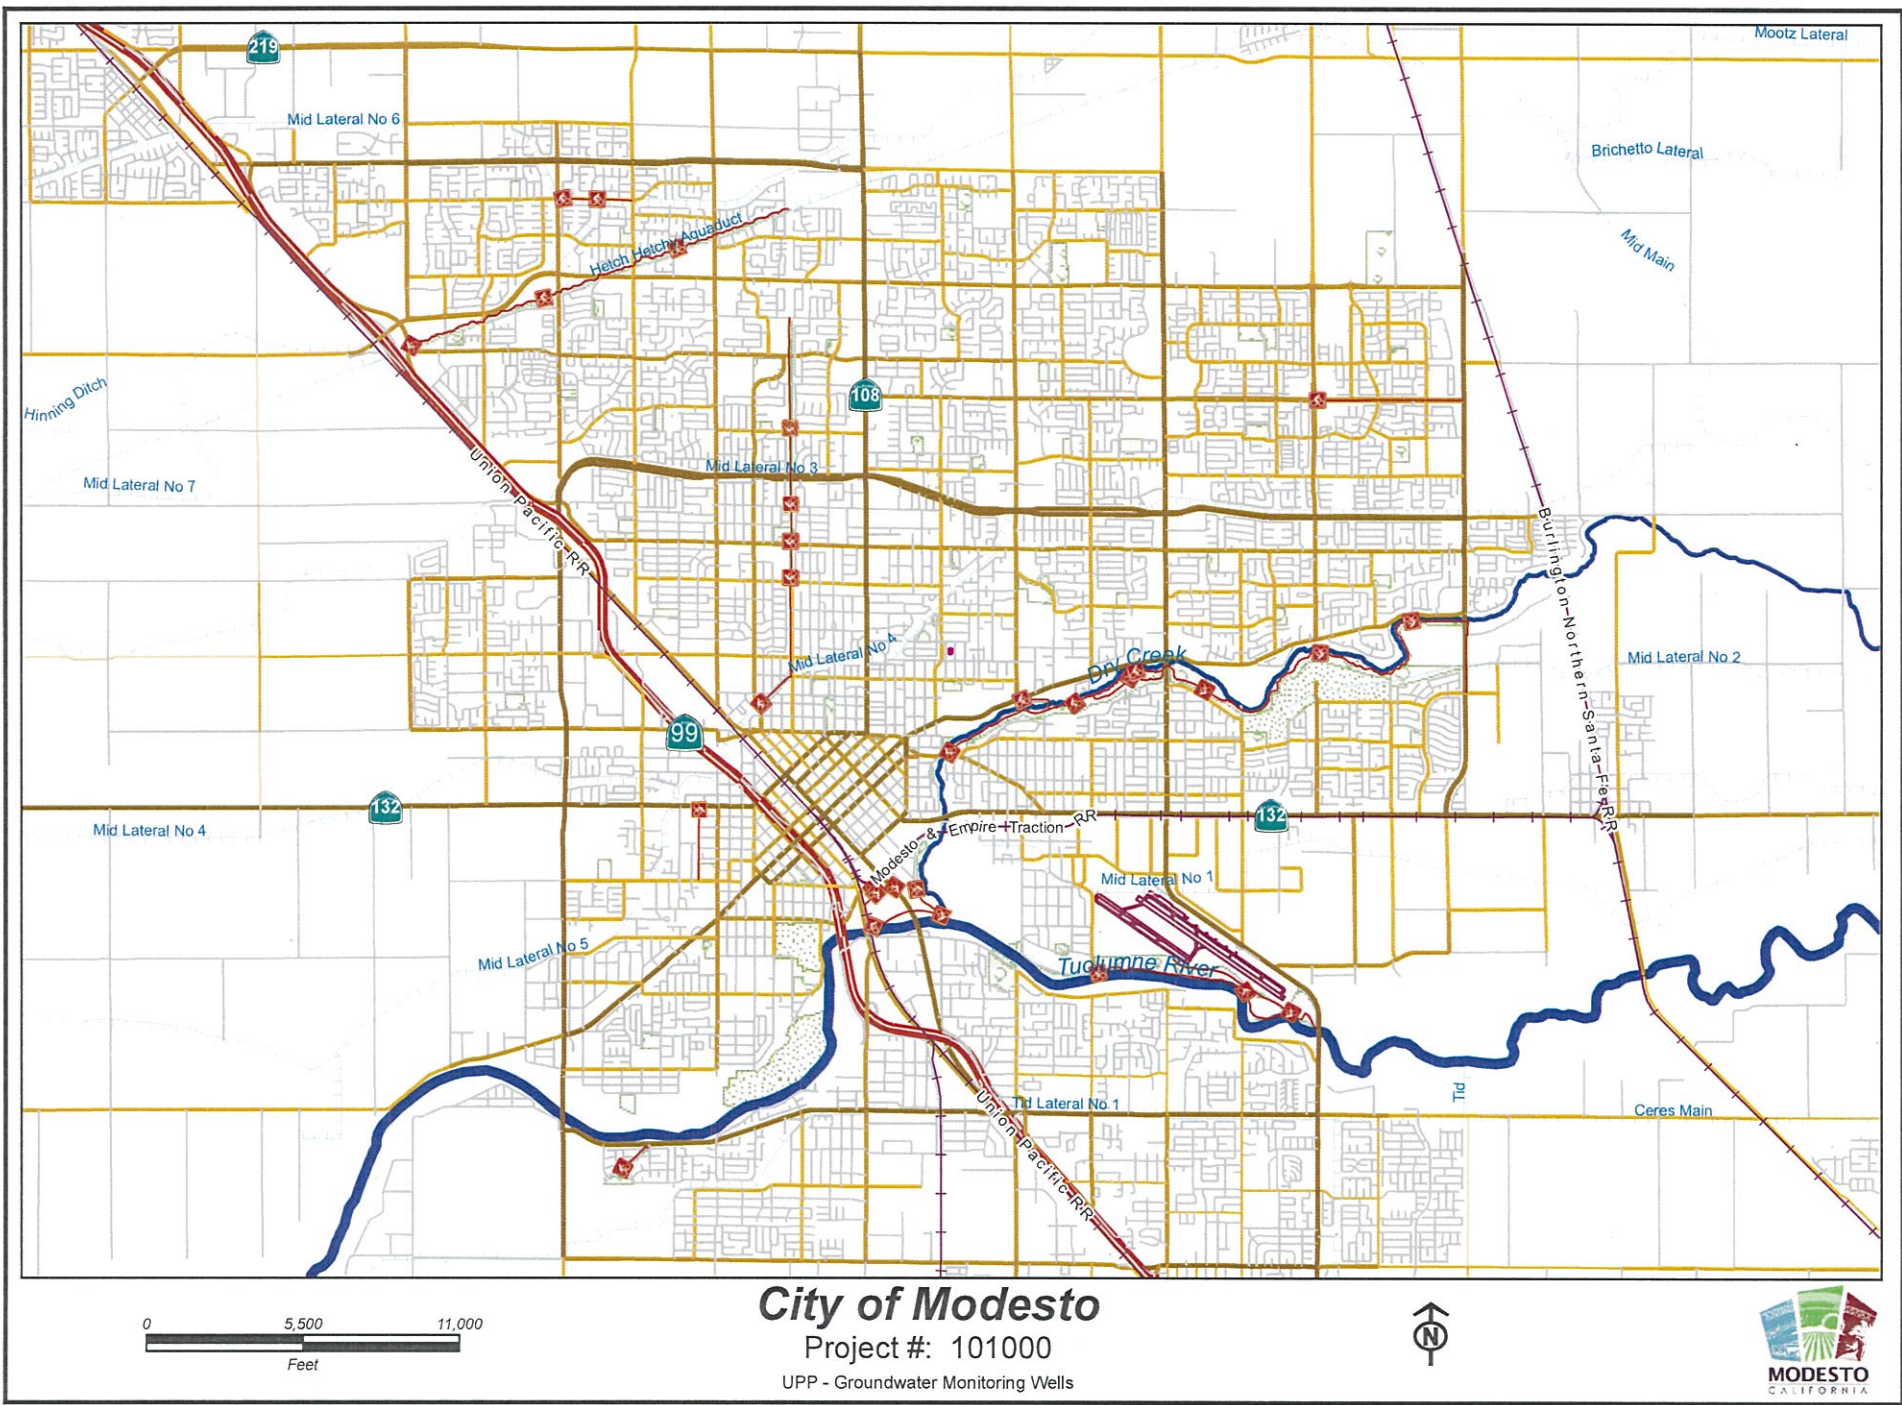 219
Mootz Lateral
Mid Lateral No 6
Brichetto Lateral
Mid Main
Hetch Hetchy Aquaduct
Hinning Ditch
108
Mid Lateral No 3
Union Pacific RR
Mid Lateral No 7
Burlington Northern Santa Fe RR
Mid Lateral No 4
Dry Creek
Mid Lateral No 2
99
132
132
Mid Lateral No 4
Modesto & Empire Traction RR
Mid Lateral No 1
Mid Lateral No 5
Tuolumne River
Tid
Tid Lateral No 1
Union Pacific RR
Ceres Main
City of Modesto
Project #: 101000
UPP - Groundwater Monitoring Wells
0 5,500 11,000
Feet
N
MODESTO
CALIFORNIA